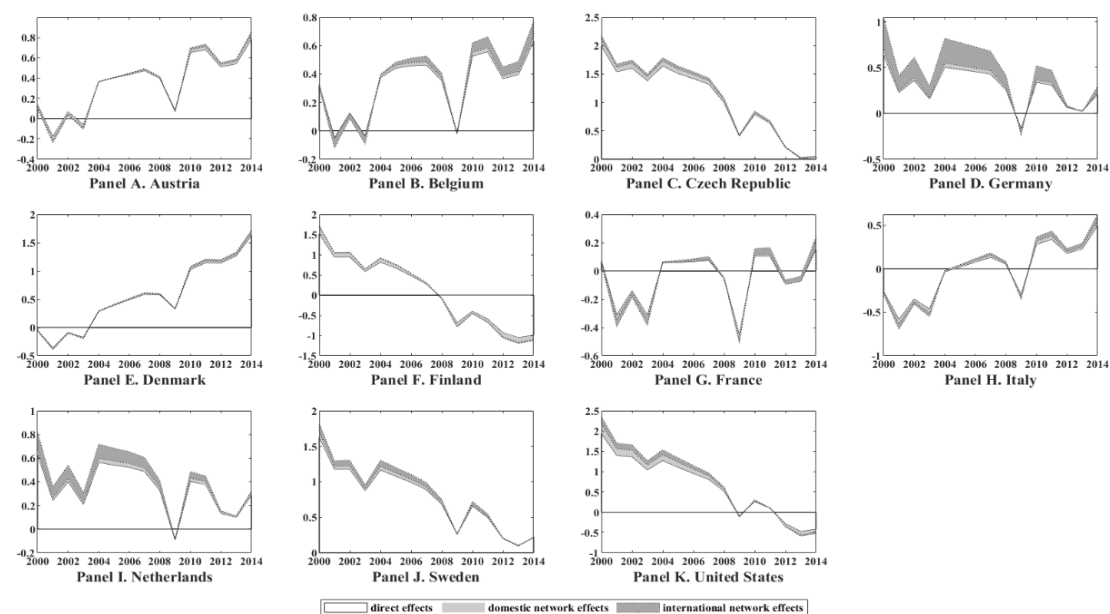 0.8
0.6
0.4
0.2
0
-0.2
-0.4
2000 2002 2004 2006 2008 2010 2012 2014
Panel A. Austria
0.8
0.6
0.4
0.2
0
-0.2
2000 2002 2004 2006 2008 2010 2012 2014
Panel B. Belgium
2.5
2
1.5
1
0.5
0
2000 2002 2004 2006 2008 2010 2012 2014
Panel C. Czech Republic
1
0.5
0
-0.5
2000 2002 2004 2006 2008 2010 2012 2014
Panel D. Germany
2
1.5
1
0.5
0
-0.5
2000 2002 2004 2006 2008 2010 2012 2014
Panel E. Denmark
2
1.5
1
0.5
0
-0.5
-1
-1.5
2000 2002 2004 2006 2008 2010 2012 2014
Panel F. Finland
0.4
0.2
0
-0.2
-0.4
-0.6
2000 2002 2004 2006 2008 2010 2012 2014
Panel G. France
0.5
0
-0.5
-1
2000 2002 2004 2006 2008 2010 2012 2014
Panel H. Italy
1
0.8
0.6
0.4
0.2
0
-0.2
2000 2002 2004 2006 2008 2010 2012 2014
Panel I. Netherlands
2
1.5
1
0.5
0
2000 2002 2004 2006 2008 2010 2012 2014
Panel J. Sweden
2.5
2
1.5
1
0.5
0
-0.5
-1
2000 2002 2004 2006 2008 2010 2012 2014
Panel K. United States
direct effects domestic network effects international network effects